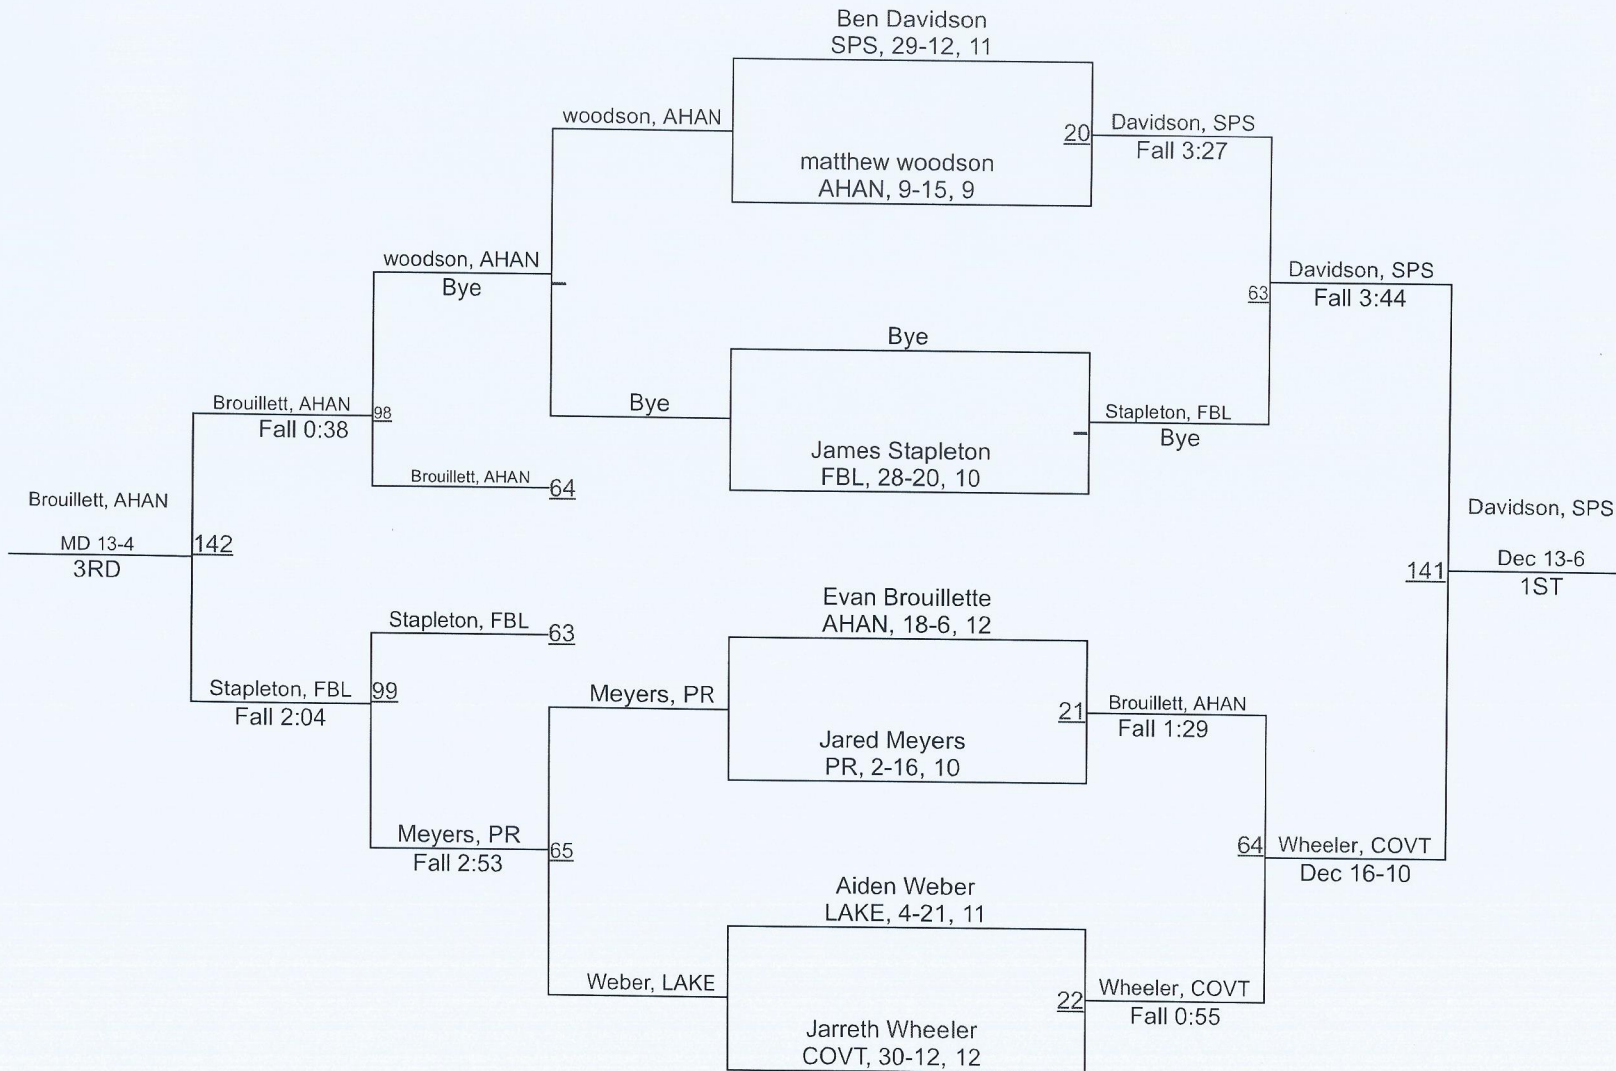 Ben Davidson
SPS, 29-12, 11
woodson, AHAN
20
Davidson, SPS
Fall 3:27
matthew woodson
AHAN, 9-15, 9
woodson, AHAN
Bye
63
Davidson, SPS
Fall 3:44
Bye
Bye
Stapleton, FBL
Bye
James Stapleton
FBL, 28-20, 10
Brouillett, AHAN
Fall 0:38
98
Brouillett, AHAN
64
Brouillett, AHAN
MD 13-4
3RD
142
Davidson, SPS
141
Dec 13-6
1ST
Evan Brouillette
AHAN, 18-6, 12
Stapleton, FBL
63
Stapleton, FBL
Fall 2:04
99
Meyers, PR
21
Brouillett, AHAN
Fall 1:29
Jared Meyers
PR, 2-16, 10
Meyers, PR
Fall 2:53
65
64
Wheeler, COVT
Dec 16-10
Aiden Weber
LAKE, 4-21, 11
Weber, LAKE
22
Wheeler, COVT
Fall 0:55
Jarreth Wheeler
COVT, 30-12, 12